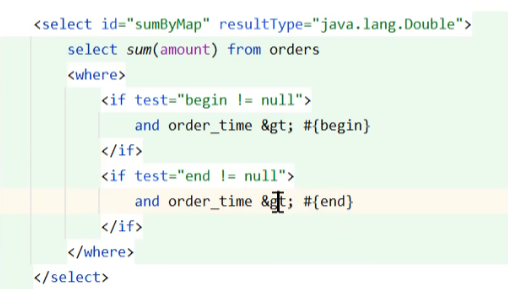 <select id="sumByMap" resultType="java.lang.Double">
select sum(amount) from orders
<where>
<if test="begin != null">
and order_time &gt; #{begin}
</if>
<if test="end != null">
and order_time &gt; #{end}
</if>
</where>
</select>